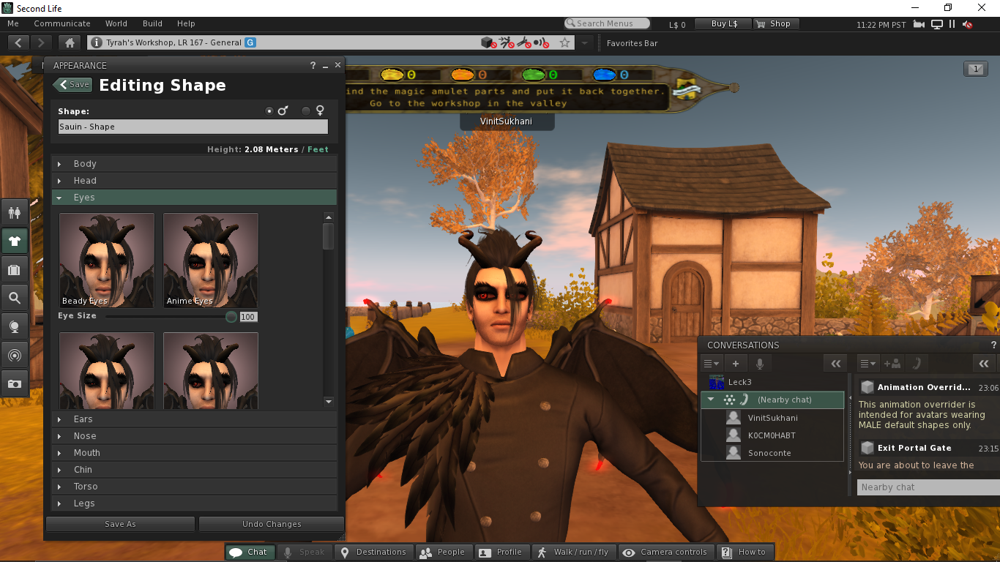 Second Life
Me Communicate World Build Help
Search Menus
L$ 0
Buy L$
Shop
11:22 PM PST
Tyrah's Workshop, LR 167 - General G
Favorites Bar
APPEARANCE ?
Save
Editing Shape
Shape:
Sauin - Shape
Height: 2.08 Meters / Feet
Body
Head
Eyes
Beady Eyes
Anime Eyes
Eye Size
100
Ears
Nose
Mouth
Chin
Torso
Legs
Save As
Undo Changes
0 0 0 0
ind the magic amulet parts and put it back together.
Go to the workshop in the valley
VinitSukhani
1
CONVERSATIONS ?
Leck3
(Nearby chat)
VinitSukhani
K0CM0HABT
Sonoconte
Animation Overrid... 23:06
This animation overrider is
intended for avatars wearing
MALE default shapes only.
Exit Portal Gate 23:15
You are about to leave the
Nearby chat
Chat
Speak
Destinations
People
Profile
Walk / run / fly
Camera controls
How to